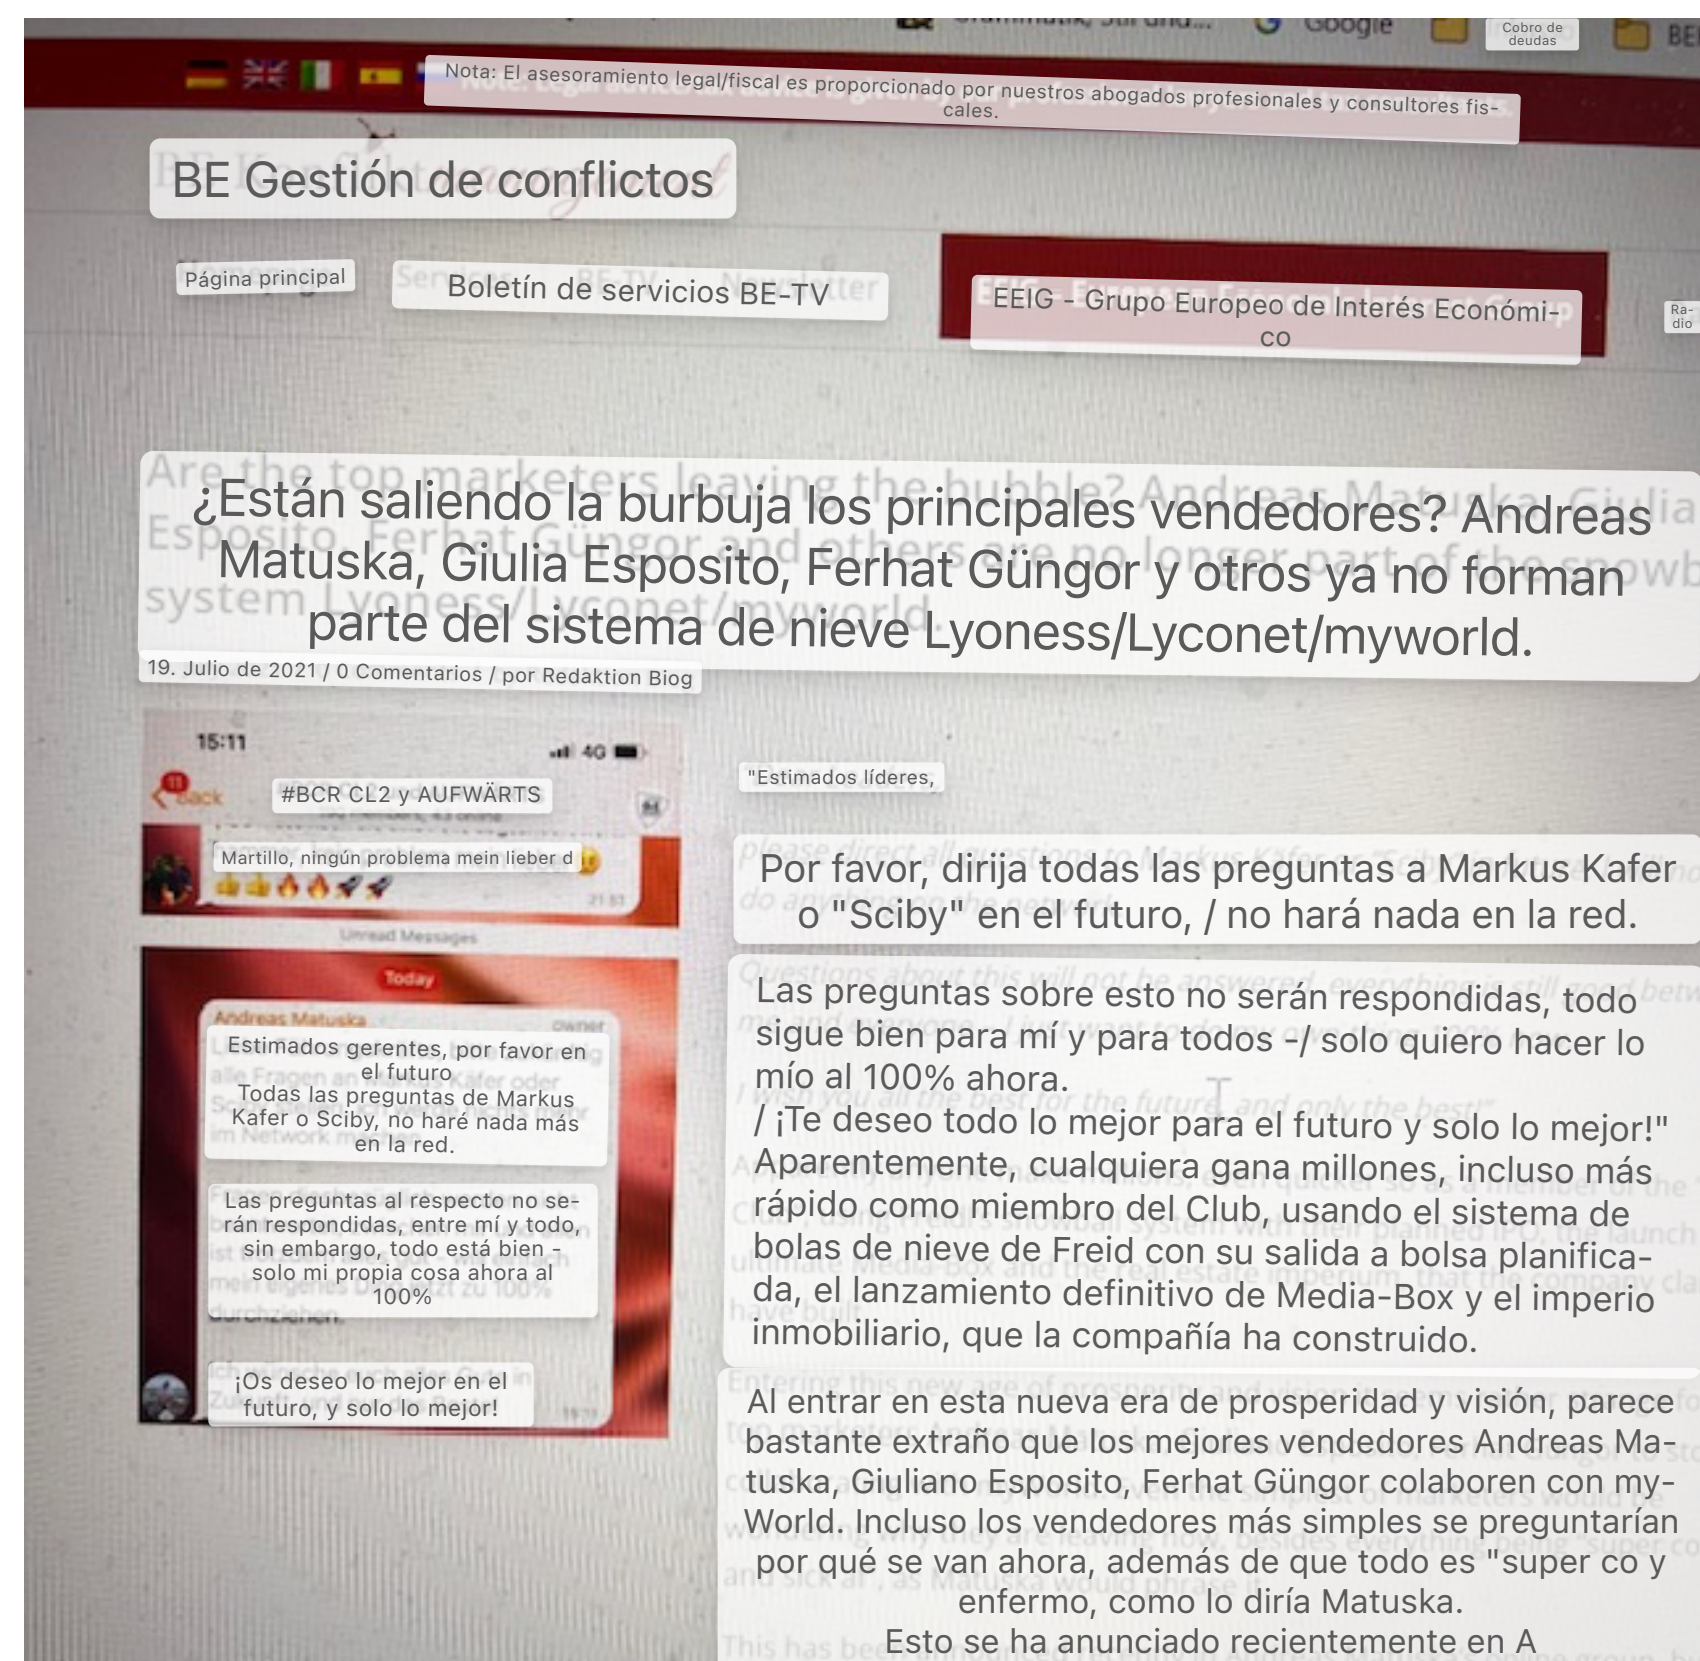 Google
Cobro de
deudas
Nota: El asesoramiento legal/fiscal es proporcionado por nuestros abogados profesionales y consultores fis-
cales.
BE Gestión de conflictos
Página principal
Boletín de servicios BE-TV
EEIG - Grupo Europeo de Interés Económi-
co
Ra-
dio
¿Están saliendo la burbuja los principales vendedores? Andreas
Matuska, Giulia Esposito, Ferhat Güngor y otros ya no forman
parte del sistema de nieve Lyoness/Lyconet/myworld.
19. Julio de 2021 / 0 Comentarios / por Redaktion Biog
15:11
4G
11
Back
#BCR CL2 y AUFWÄRTS
Martillo, ningún problema mein lieber d
Unread Messages
Today
Andreas Matuska
owner
Estimados gerentes, por favor en
el futuro
Todas las preguntas de Markus
Kafer o Sciby, no haré nada más
en la red.
Las preguntas al respecto no se-
rán respondidas, entre mí y todo,
sin embargo, todo está bien -
solo mi propia cosa ahora al
100%
durchziehen.
¡Os deseo lo mejor en el
futuro, y solo lo mejor!
"Estimados líderes,
Por favor, dirija todas las preguntas a Markus Kafer
o "Sciby" en el futuro, / no hará nada en la red.
Las preguntas sobre esto no serán respondidas, todo
sigue bien para mí y para todos -/ solo quiero hacer lo
mío al 100% ahora.
/ ¡Te deseo todo lo mejor para el futuro y solo lo mejor!"
Aparentemente, cualquiera gana millones, incluso más
rápido como miembro del Club, usando el sistema de
bolas de nieve de Freid con su salida a bolsa planifica-
da, el lanzamiento definitivo de Media-Box y el imperio
inmobiliario, que la compañía ha construido.
Al entrar en esta nueva era de prosperidad y visión, parece
bastante extraño que los mejores vendedores Andreas Ma-
tuska, Giuliano Esposito, Ferhat Güngor colaboren con my-
World. Incluso los vendedores más simples se preguntarían
por qué se van ahora, además de que todo es "super co y
enfermo, como lo diría Matuska.
Esto se ha anunciado recientemente en A